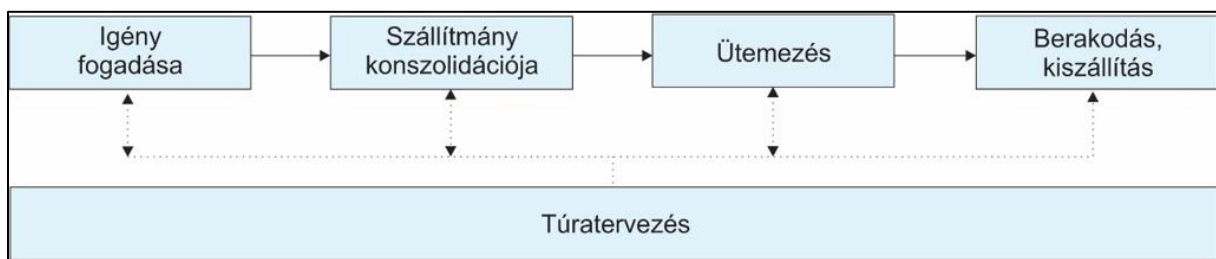 Igény
fogadása
Szállítmány
konszolidációja
Ütemezés
Berakodás,
kiszállítás
Túratervezés